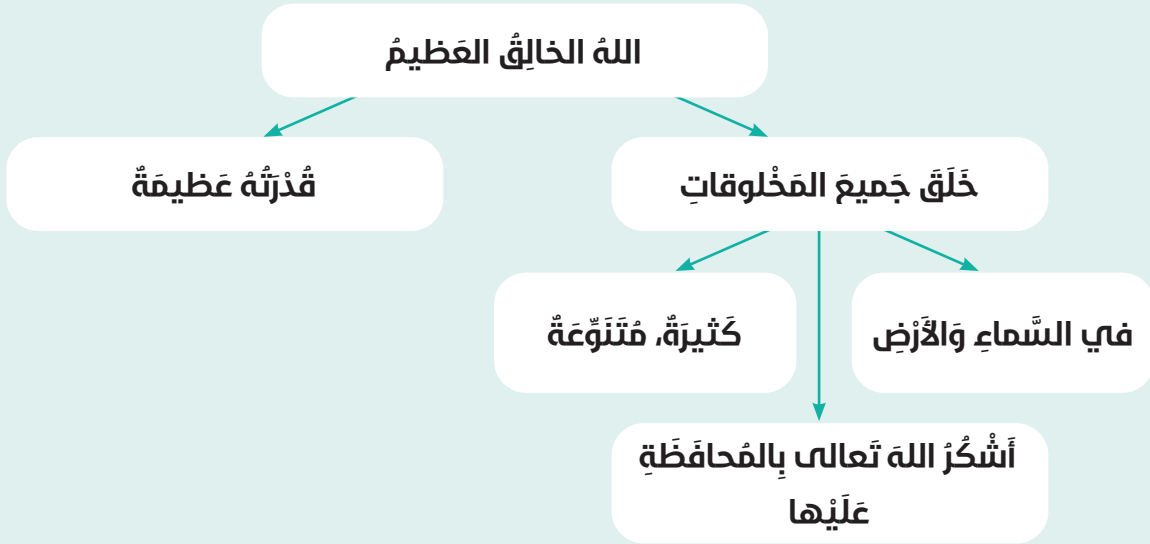 اللهُ الخالِقُ العَظيمُ
خَلَقَ جَميعَ المَخْلوقاتِ
قُدْرَتُهُ عَظيمَةٌ
في السَّماءِ وَالأَرْضِ
كَثيرَةٌ، مُتَنَوِّعَةٌ
أَشْكُرُ اللهَ تَعالى بِالمُحافَظَةِ
عَلَيْها